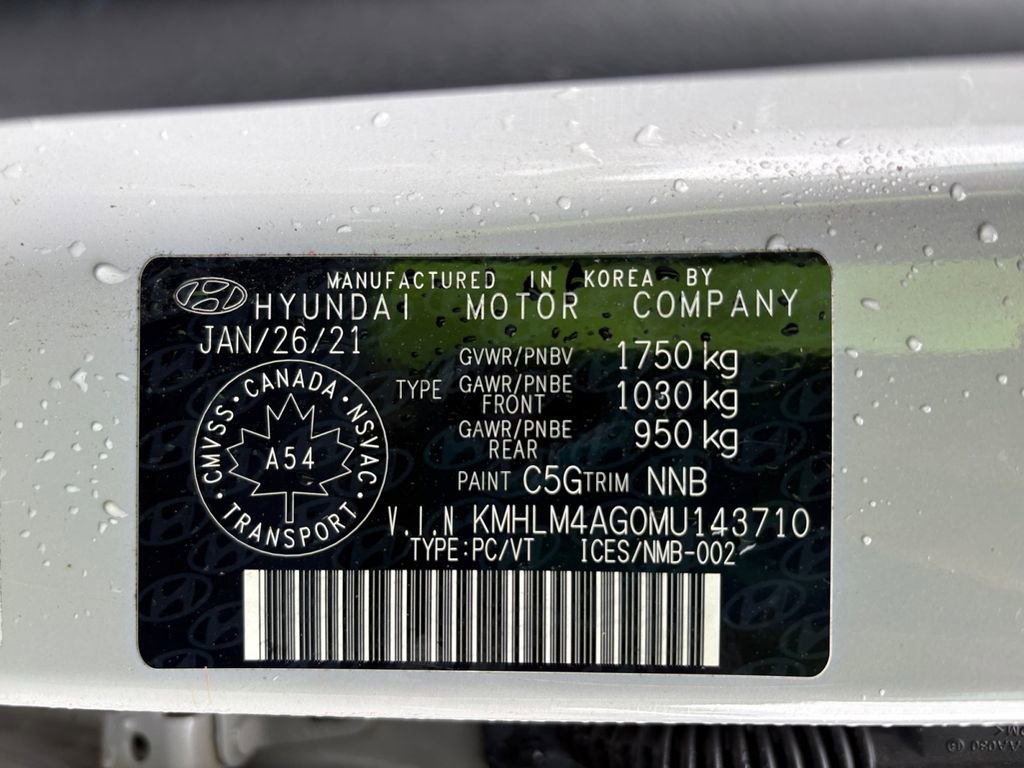 MANUFACTURED IN KOREA BY
HYUNDAI MOTOR COMPANY
JAN/26/21
GVWR/PNBV 1750 kg
TYPE GAWR/PNBE FRONT 1030 kg
GAWR/PNBE REAR 950 kg
CANADA · NSVAC · TRANSPORT · CMVSS
A54
PAINT C5G TRIM NNB
V.I.N KMHLM4AG0MU143710
TYPE:PC/VT ICES/NMB-002